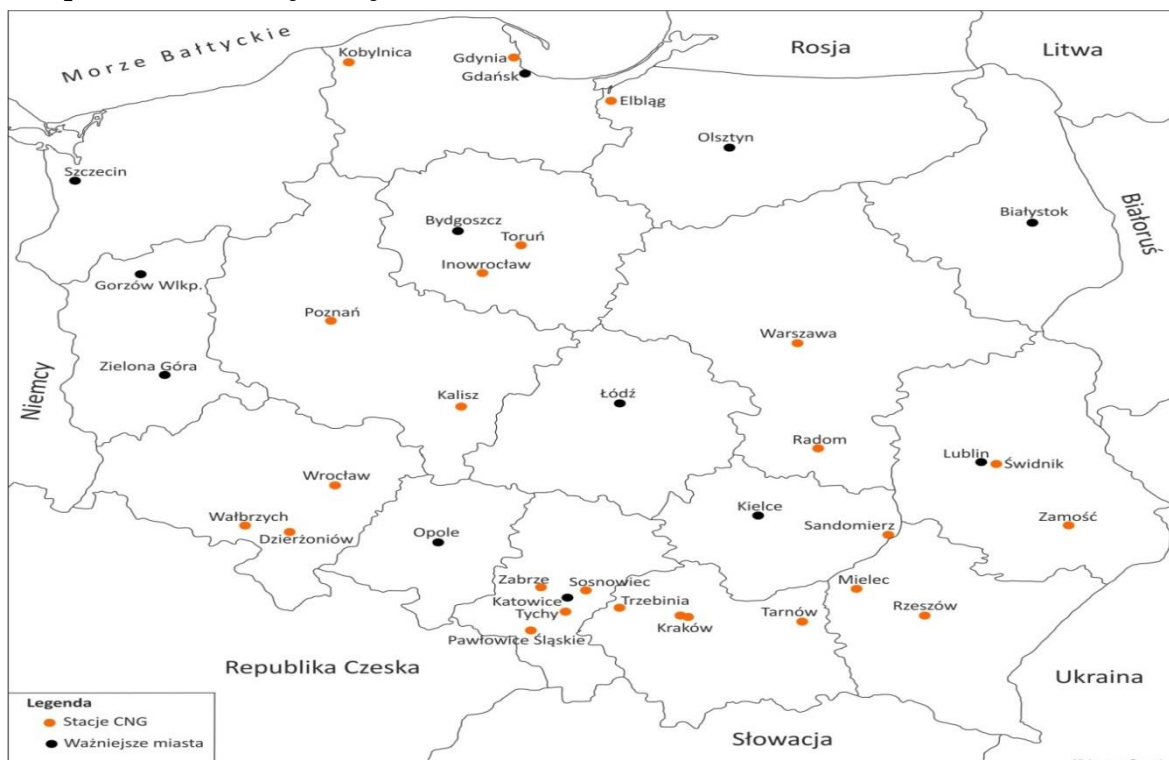 Morze Bałtyckie
Rosja
Litwa
Kobylnica
Gdynia
Gdańsk
Elbląg
Olsztyn
Szczecin
Białystok
Białoruś
Bydgoszcz
Toruń
Inowrocław
Gorzów Wlkp.
Poznań
Warszawa
Zielona Góra
Niemcy
Kalisz
Łódź
Radom
Lublin
Świdnik
Wrocław
Wałbrzych
Dzierżoniów
Opole
Kielce
Sandomierz
Zamość
Zabrze
Sosnowiec
Katowice
Trzebinia
Tychy
Kraków
Tarnów
Mielec
Rzeszów
Pawłowice Śląskie
Republika Czeska
Ukraina
Słowacja
Legenda
Stacje CNG
Ważniejsze miasta